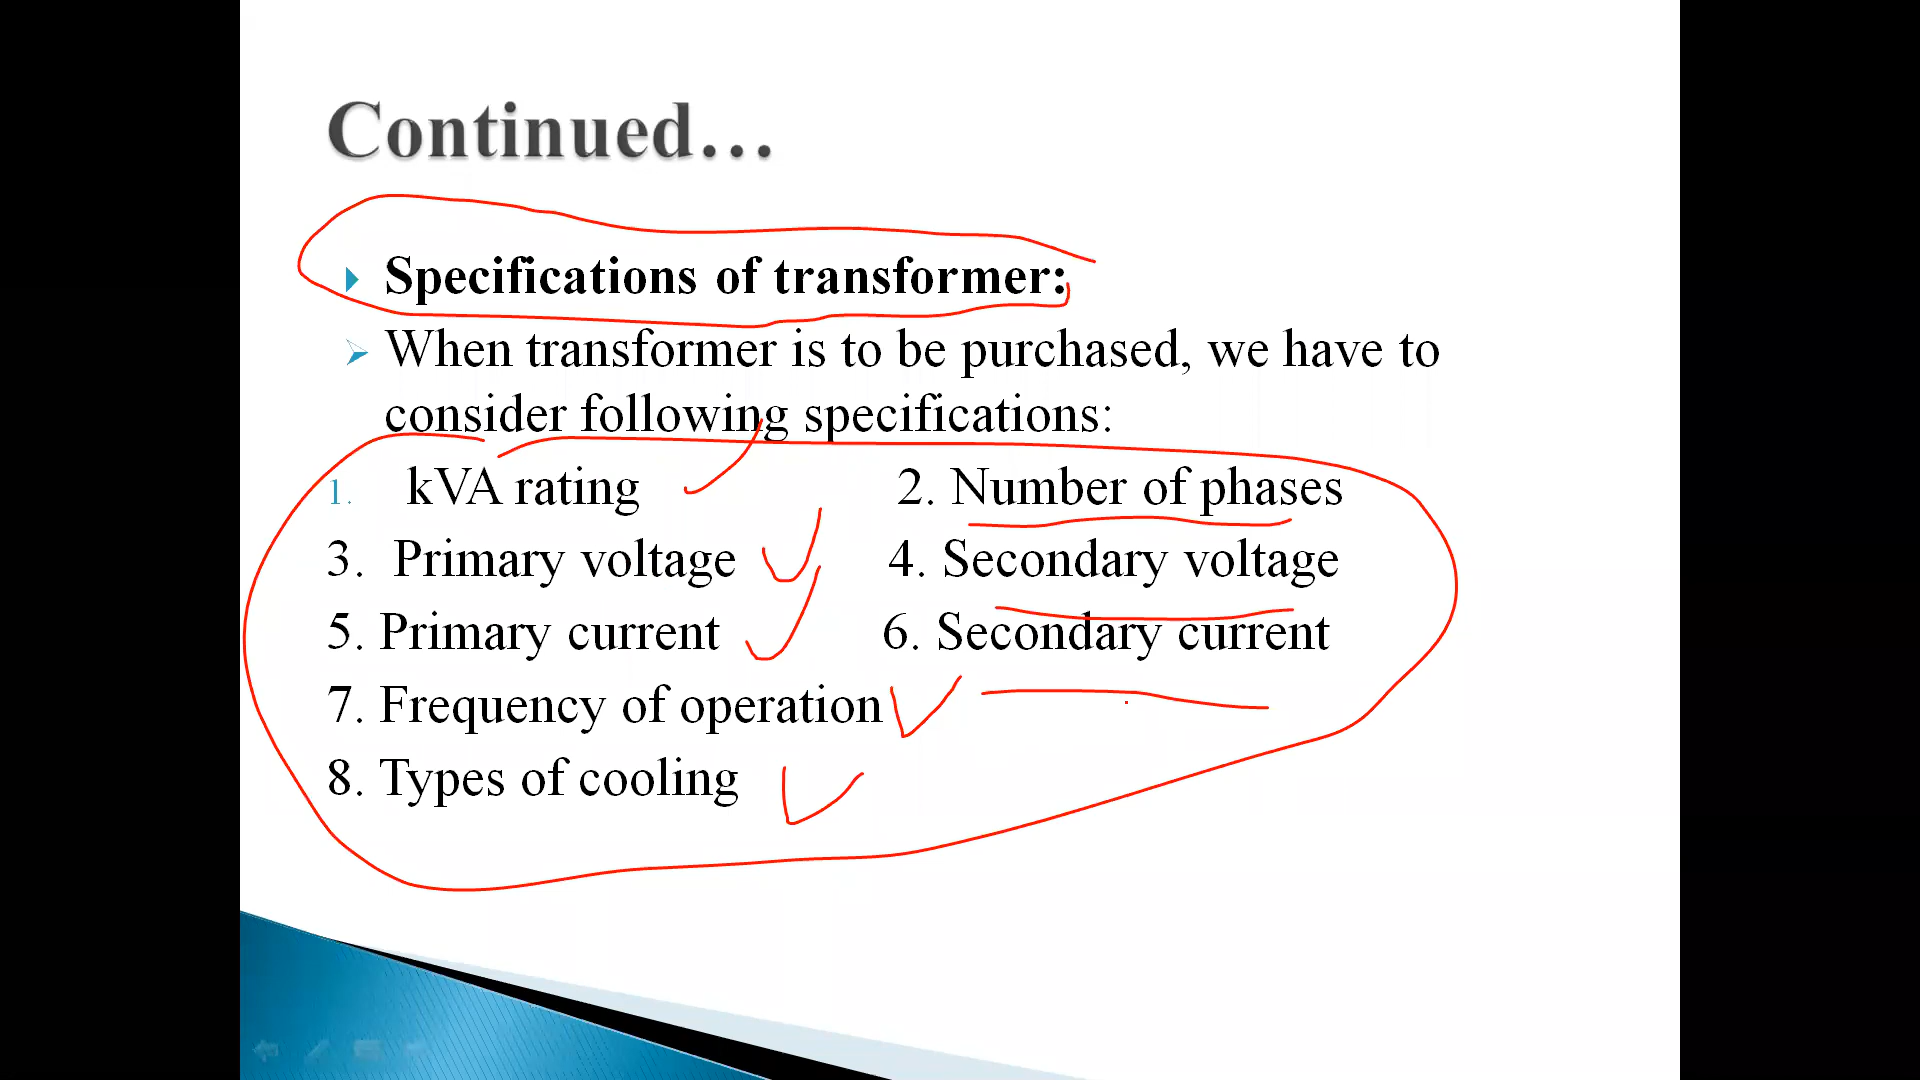 Continued...
Specifications of transformer:
When transformer is to be purchased, we have to
consider following specifications:
1. kVA rating 2. Number of phases
3. Primary voltage 4. Secondary voltage
5. Primary current 6. Secondary current
7. Frequency of operation
8. Types of cooling